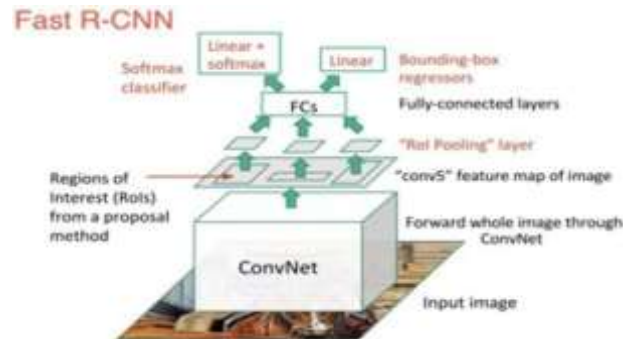 Fast R-CNN
Linear +
softmax
Linear
Softmax
classifier
Bounding-box
regressors
FCs
Fully-connected layers
"RoI Pooling" layer
Regions of
Interest (RoIs)
from a proposal
method
"conv5" feature map of image
Forward whole image through
ConvNet
ConvNet
Input image